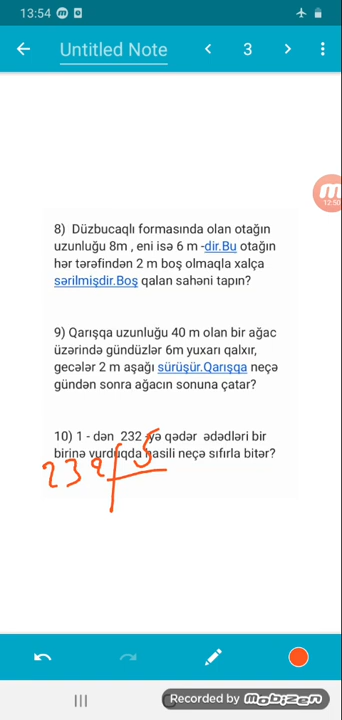 13:54
Untitled Note
3
12:50
8) Düzbucaqlı formasında olan otağın
uzunluğu 8m , eni isə 6 m -dir.Bu otağın
hər tərəfindən 2 m boş olmaqla xalça
sərilmişdir.Boş qalan sahəni tapın?
9) Qarışqa uzunluğu 40 m olan bir ağac
üzərində gündüzlər 6m yuxarı qalxır,
gecələr 2 m aşağı sürüşür.Qarışqa neçə
gündən sonra ağacın sonuna çatar?
10) 1 - dən 232 -yə qədər ədədləri bir
birinə vurduqda hasili neçə sıfırla bitər?
232 5
Recorded by mobizen